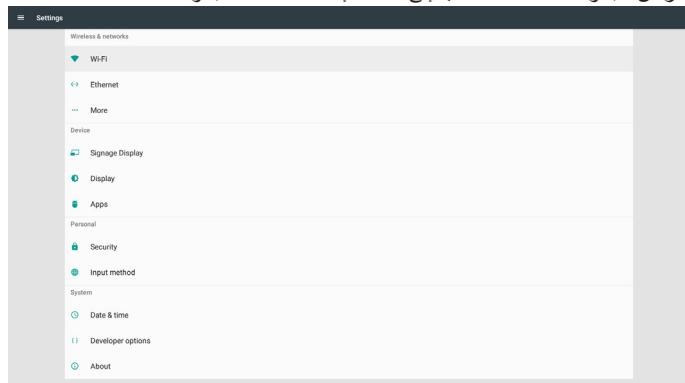 Settings
Wireless & networks
Wi-Fi
Ethernet
More
Device
Signage Display
Display
Apps
Personal
Security
Input method
System
Date & time
Developer options
About